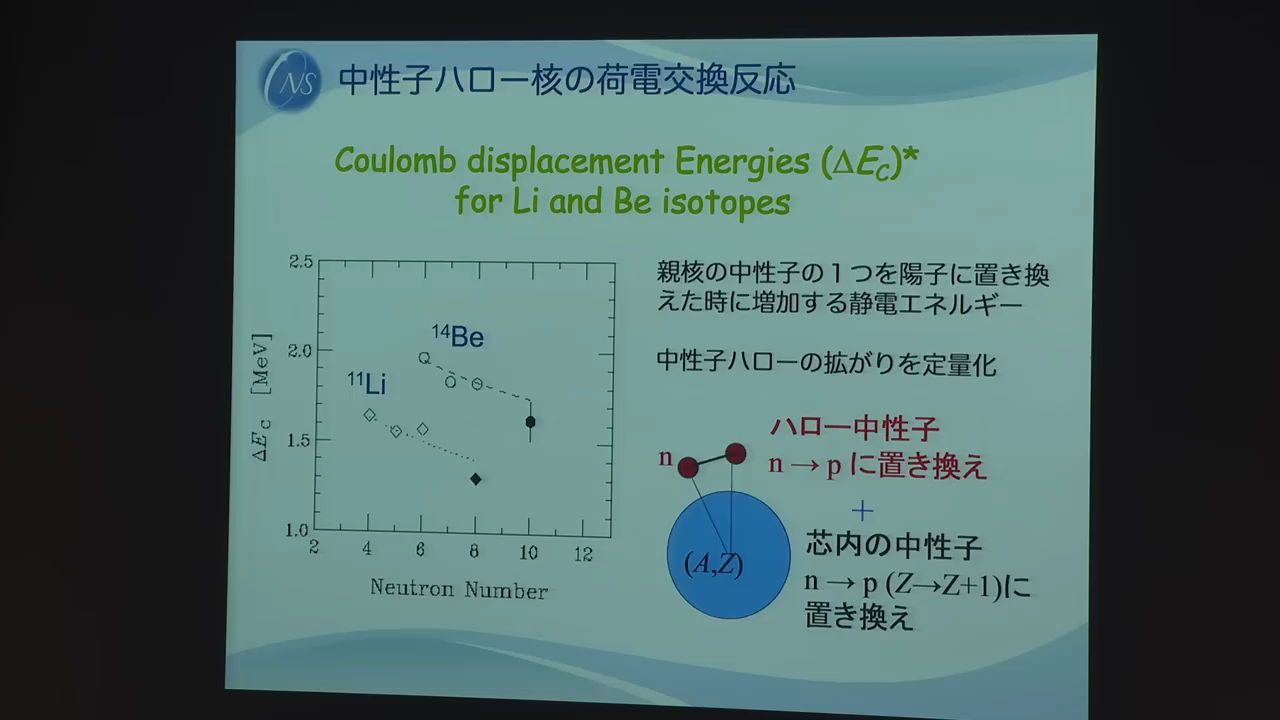 CNS
中性子ハロー核の荷電交換反応
Coulomb displacement Energies (ΔEC)*
for Li and Be isotopes
2.5
2.0
1.5
1.0
ΔEC [MeV]
14Be
11Li
2
4
6
8
10
12
Neutron Number
親核の中性子の1つを陽子に置き換
えた時に増加する静電エネルギー
中性子ハローの拡がりを定量化
ハロー中性子
n
n → p に置き換え
+
芯内の中性子
(A,Z)
n → p (Z→Z+1)に
置き換え